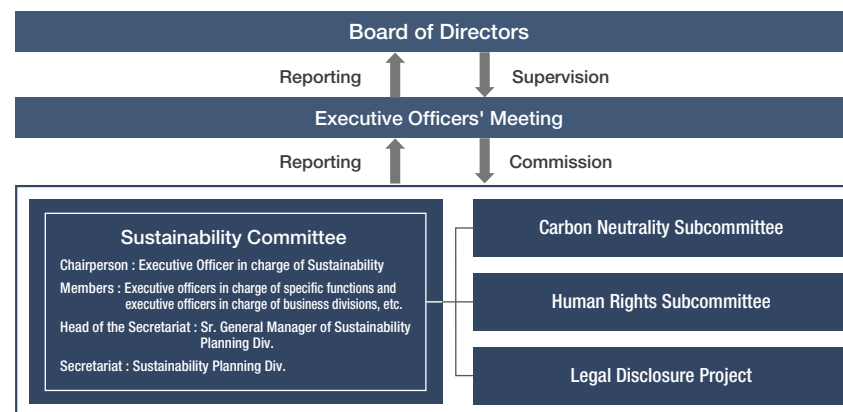 Board of Directors
Reporting
Supervision
Executive Officers' Meeting
Reporting
Commission
Sustainability Committee
Chairperson : Executive Officer in charge of Sustainability
Members : Executive officers in charge of specific functions and
executive officers in charge of business divisions, etc.
Head of the Secretariat : Sr. General Manager of Sustainability
Planning Div.
Secretariat : Sustainability Planning Div.
Carbon Neutrality Subcommittee
Human Rights Subcommittee
Legal Disclosure Project